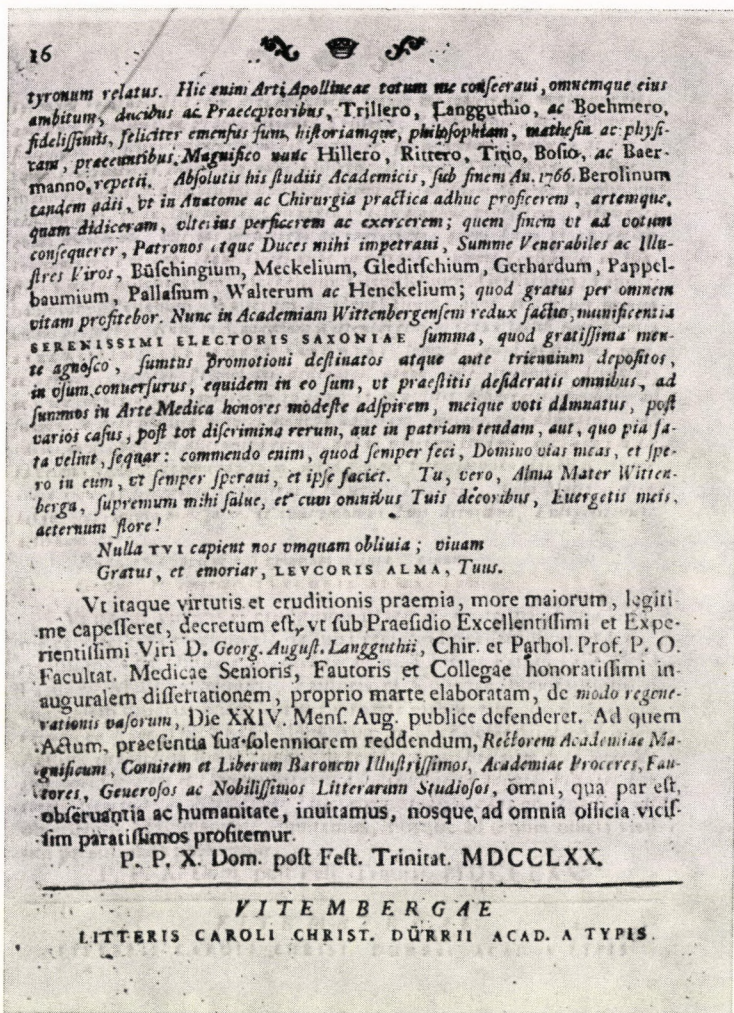 16
tyronum relatus. Hic enim Arti Apollineae totum me consecraui, omnemque eius
ambitum, ducibus ac Praeceptoribus, Trillero, Langguthio, ac Boehmero,
fidelissimis, feliciter emensus sum, historiamque, philosophiam, mathesin ac physi-
cam, praeeuntibus, Magnifico nunc Hillero, Rittero, Titio, Bosio, ac Baer-
manno, repetii. Absolutis his studiis Academicis, sub finem An. 1766. Berolinum
tandem adii, vt in Anatome ac Chirurgia practica adhuc proficerem, artemque,
quam didiceram, vlterius perficerem ac exercerem; quem finem vt ad votum
consequerer, Patronos atque Duces mihi impetraui, Summe Venerabiles ac Illu-
stres Viros, Büschingium, Meckelium, Gleditschium, Gerhardum, Pappel-
baumium, Pallasium, Walterum ac Henckelium; quod gratus per omnem
vitam profitebor. Nunc in Academiam Wittenbergensem redux factus, munificentia
SERENISSIMI ELECTORIS SAXONIAE summa, quod gratissima men-
te agnosco, sumtus promotioni destinatos atque ante triennium depositos,
in vsum conuersurus, equidem in eo sum, vt praestitis desideratis omnibus, ad
summos in Arte Medica honores modeste adspirem, meique voti damnatus, post
varios casus, post tot discrimina rerum, aut in patriam tendam, aut, quo pia fa-
ta velint, sequar: commendo enim, quod semper feci, Domino vias meas, et spe-
ro in eum, vt semper speraui, et ipse faciet. Tu, vero, Alma Mater Witten-
berga, supremum mihi salue, et cum omnibus Tuis decoribus, Euergetis meis,
aeternum flore!
Nulla TVI capient nos vmquam obliuia; viuam
Gratus, et emoriar, LEVCORIS ALMA, Tuus.
Vt itaque virtutis et eruditionis praemia, more maiorum, legiti-
me capesseret, decretum est, vt sub Praesidio Excellentissimi et Expe-
rientissimi Viri D. Georg. August. Langguthii, Chir. et Pathol. Prof. P. O.
Facultat. Medicae Senioris, Fautoris et Collegae honoratissimi in-
auguralem dissertationem, proprio marte elaboratam, de modo regene-
rationis vasorum, Die XXIV. Mens. Aug. publice defenderet. Ad quem
Actum, praesentia sua solenniorem reddendum, Rectorem Academiae Ma-
gnificum, Comitem et Liberum Baronem Illustrissimos, Academiae Proceres, Fau-
tores, Generosos ac Nobilissimos Litterarum Studiosos, omni, qua par est,
obseruantia ac humanitate, inuitamus, nosque ad omnia officia vicis-
sim paratissimos profitemur.
P. P. X. Dom. post Fest. Trinitat. MDCCLXX.
VITEMBERGAE
LITTERIS CAROLI CHRIST. DÜRRII ACAD. A TYPIS.